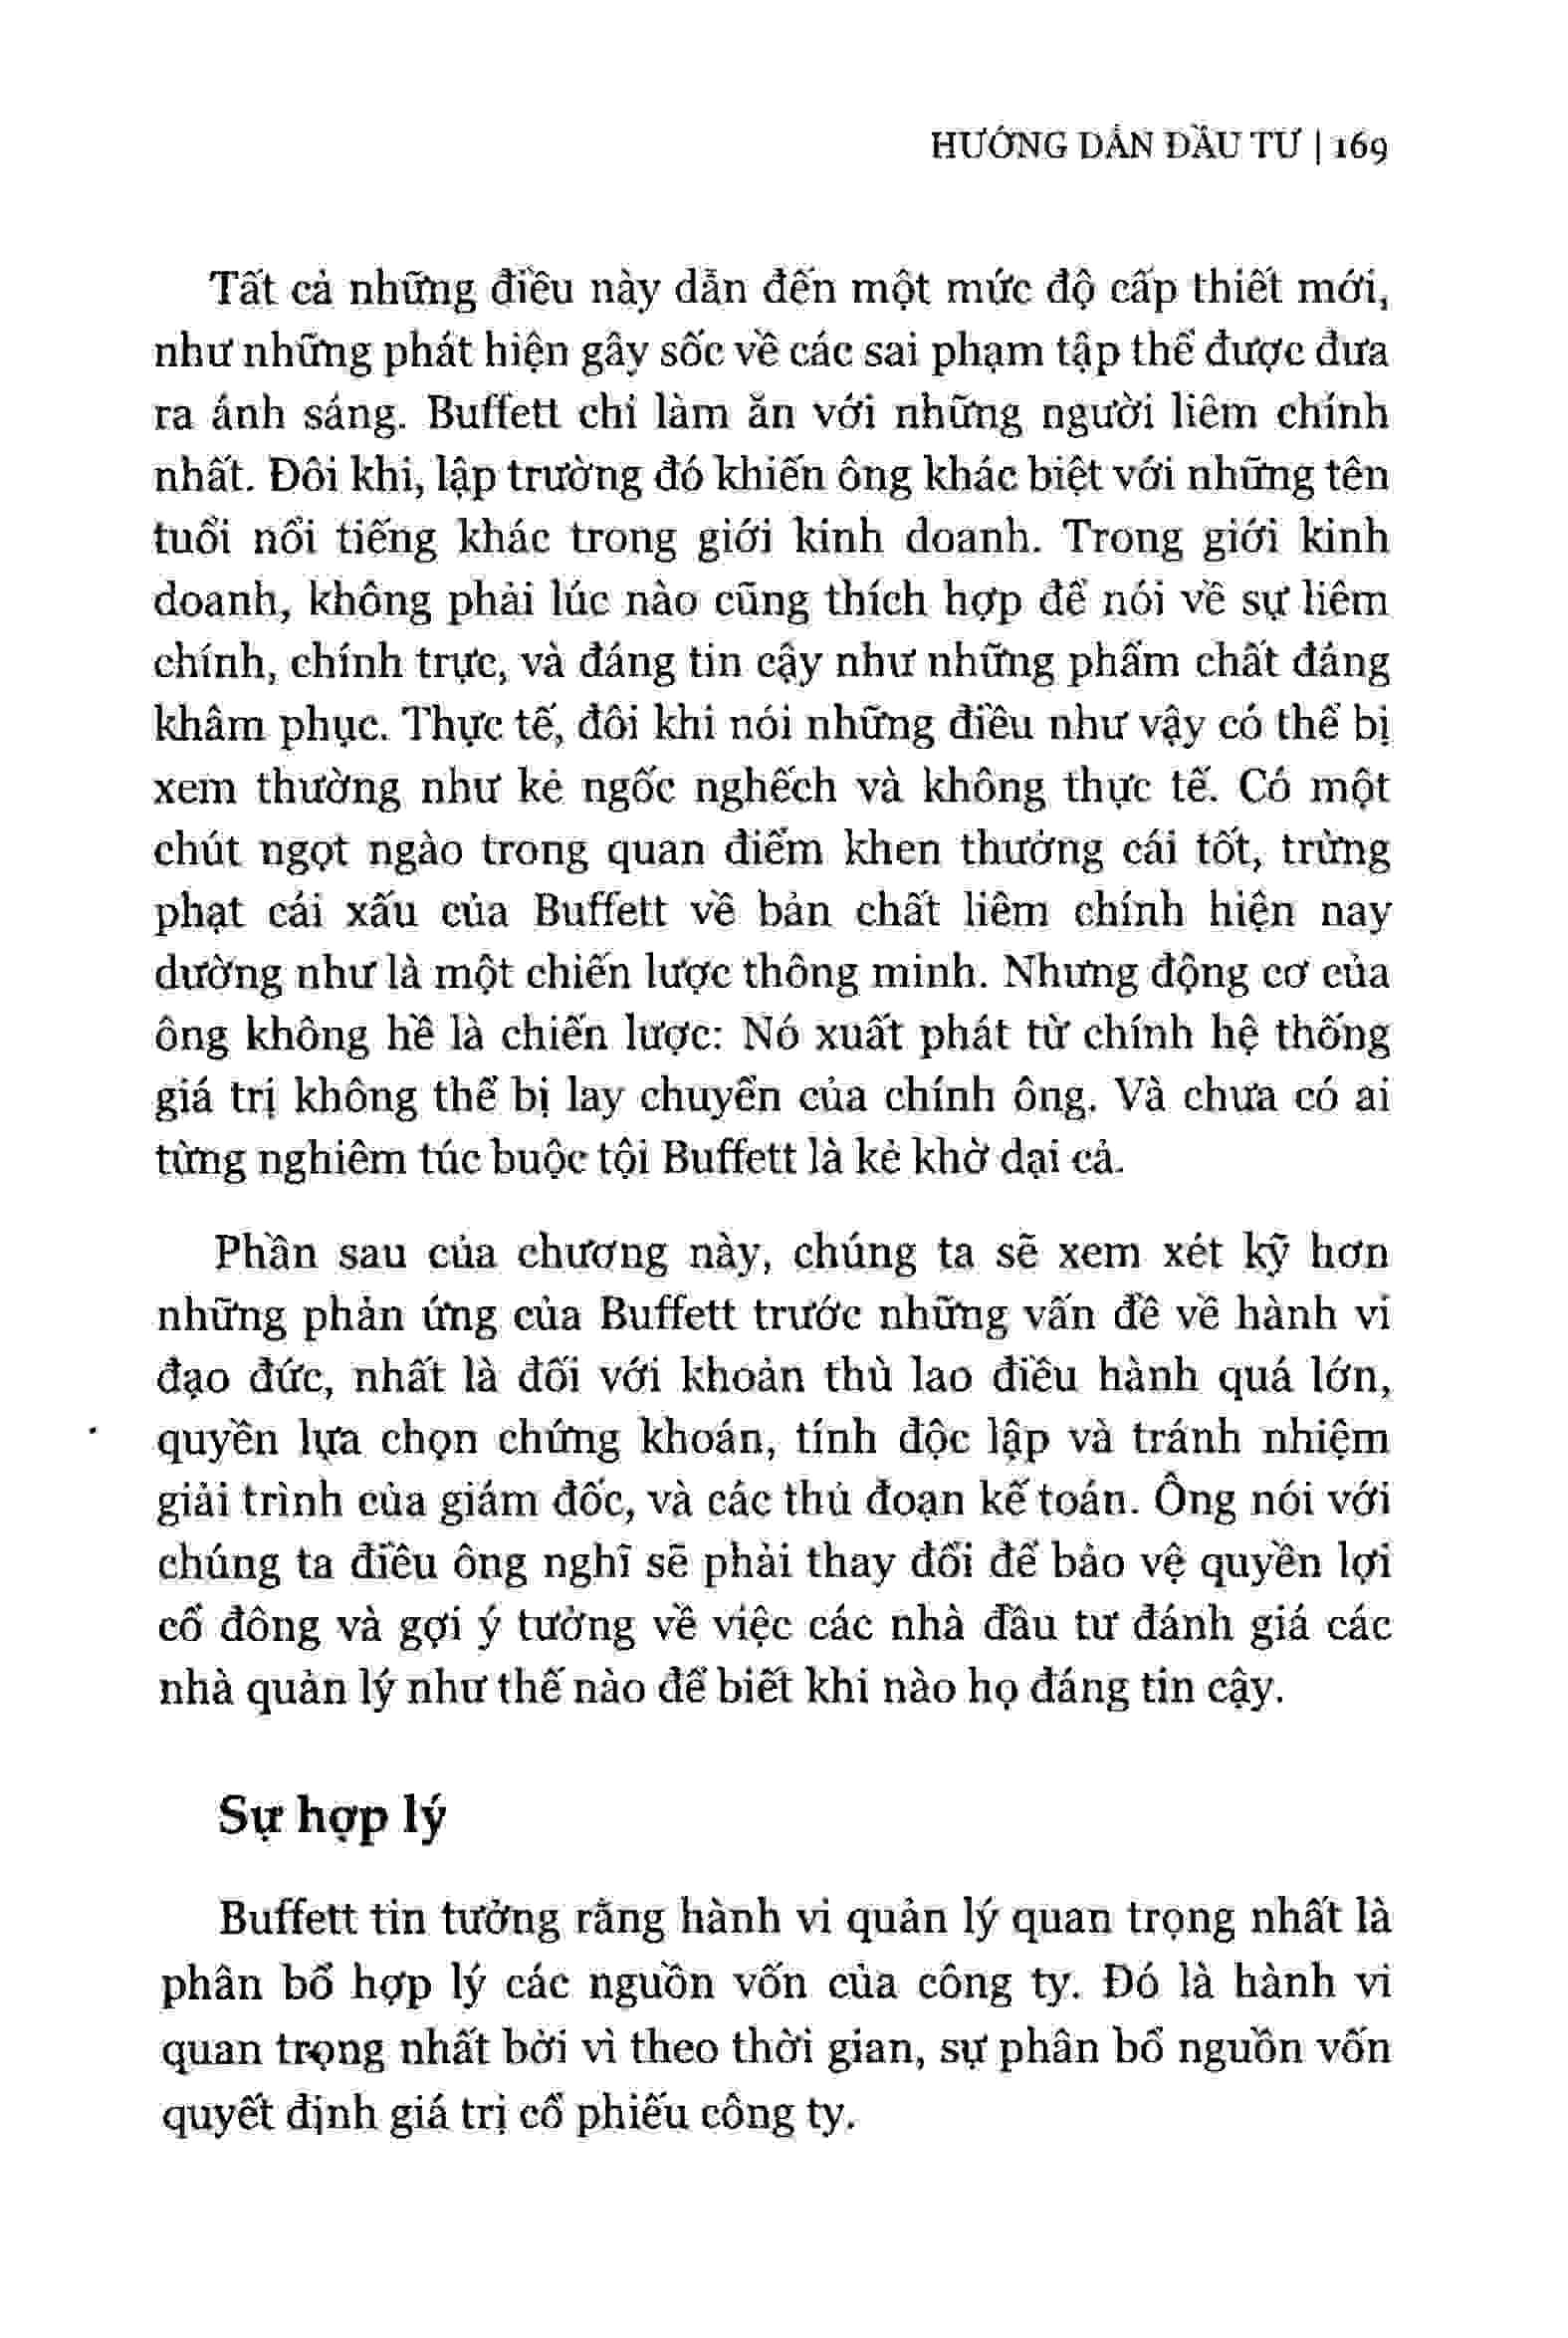 HƯỚNG DẪN ĐẦU TƯ | 169
Tất cả những điều này dẫn đến một mức độ cấp thiết mới,
như những phát hiện gây sốc về các sai phạm tập thể được đưa
ra ánh sáng. Buffett chỉ làm ăn với những người liêm chính
nhất. Đôi khi, lập trường đó khiến ông khác biệt với những tên
tuổi nổi tiếng khác trong giới kinh doanh. Trong giới kinh
doanh, không phải lúc nào cũng thích hợp để nói về sự liêm
chính, chính trực, và đáng tin cậy như những phẩm chất đáng
khâm phục. Thực tế, đôi khi nói những điều như vậy có thể bị
xem thường như kẻ ngốc nghếch và không thực tế. Có một
chút ngọt ngào trong quan điểm khen thưởng cái tốt, trừng
phạt cái xấu của Buffett về bản chất liêm chính hiện nay
dường như là một chiến lược thông minh. Nhưng động cơ của
ông không hề là chiến lược: Nó xuất phát từ chính hệ thống
giá trị không thể bị lay chuyển của chính ông. Và chưa có ai
từng nghiêm túc buộc tội Buffett là kẻ khờ dại cả.
Phần sau của chương này, chúng ta sẽ xem xét kỹ hơn
những phản ứng của Buffett trước những vấn đề về hành vi
đạo đức, nhất là đối với khoản thù lao điều hành quá lớn,
quyền lựa chọn chứng khoán, tính độc lập và tránh nhiệm
giải trình của giám đốc, và các thủ đoạn kế toán. Ông nói với
chúng ta điều ông nghĩ sẽ phải thay đổi để bảo vệ quyền lợi
cổ đông và gợi ý tưởng về việc các nhà đầu tư đánh giá các
nhà quản lý như thế nào để biết khi nào họ đáng tin cậy.
Sự hợp lý
Buffett tin tưởng rằng hành vi quản lý quan trọng nhất là
phân bổ hợp lý các nguồn vốn của công ty. Đó là hành vi
quan trọng nhất bởi vì theo thời gian, sự phân bổ nguồn vốn
quyết định giá trị cổ phiếu công ty.